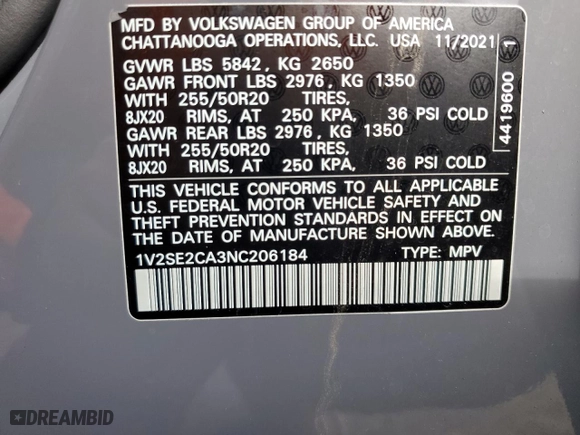 MFD BY VOLKSWAGEN GROUP OF AMERICA
CHATTANOOGA OPERATIONS, LLC. USA 11/2021
GVWR LBS 5842, KG 2650
GAWR FRONT LBS 2976, KG 1350
WITH 255/50R20 TIRES,
8JX20 RIMS, AT 250 KPA, 36 PSI COLD
GAWR REAR LBS 2976, KG 1350
WITH 255/50R20 TIRES,
8JX20 RIMS, AT 250 KPA, 36 PSI COLD
THIS VEHICLE CONFORMS TO ALL APPLICABLE
U.S. FEDERAL MOTOR VEHICLE SAFETY AND
THEFT PREVENTION STANDARDS IN EFFECT ON
THE DATE OF MANUFACTURE SHOWN ABOVE.
1V2SE2CA3NC206184 TYPE: MPV
4419600 1
DREAMBID